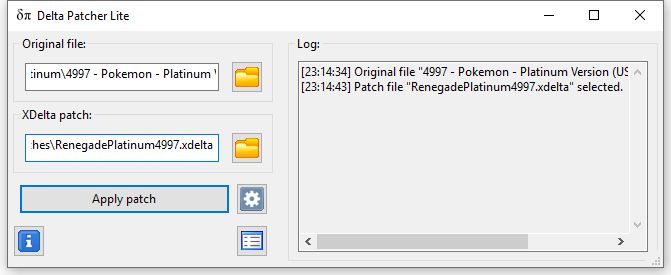 δπ Delta Patcher Lite
Original file:
:inum\4997 - Pokemon - Platinum
XDelta patch:
:hes\RenegadePlatinum4997.xdelta
Apply patch
Log:
[23:14:34] Original file "4997 - Pokemon - Platinum Version (US
[23:14:43] Patch file "RenegadePlatinum4997.xdelta" selected.